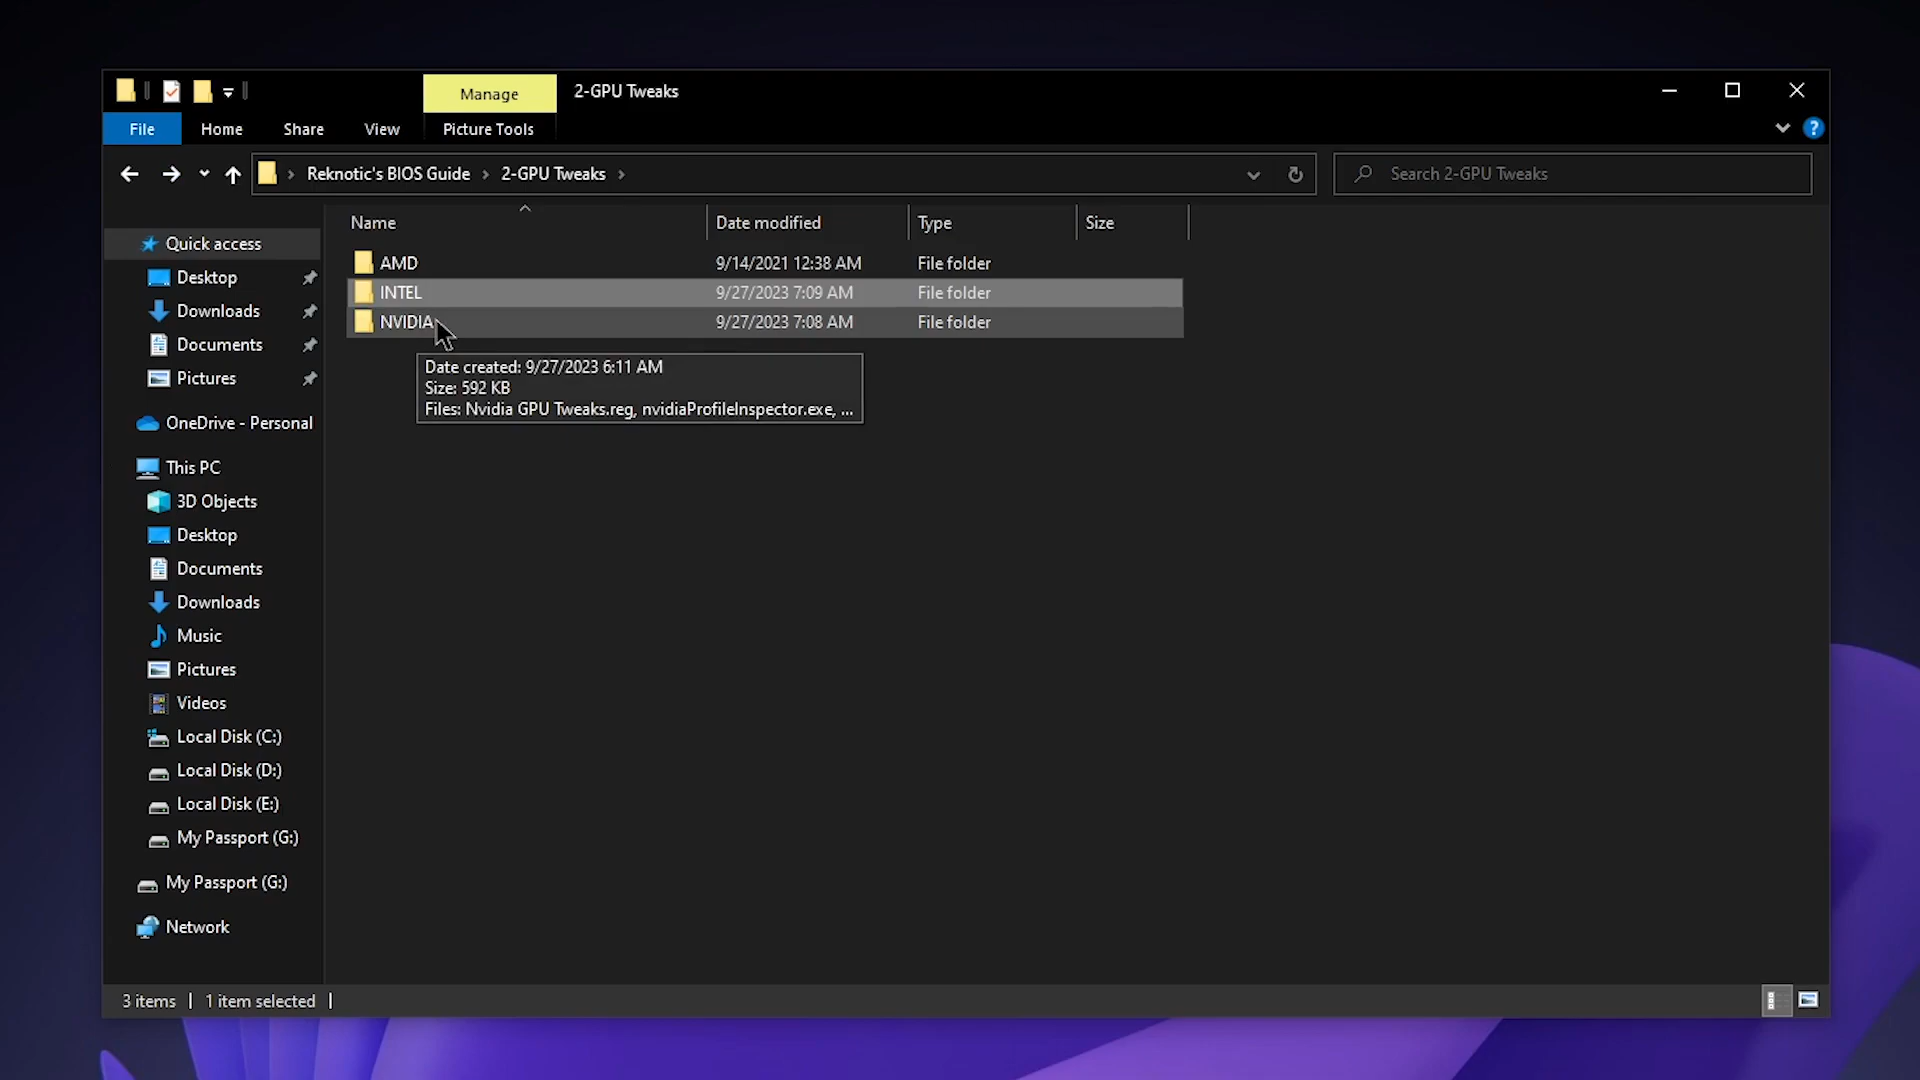 Manage
2-GPU Tweaks
File
Home
Share
View
Picture Tools
?
Reknotic's BIOS Guide
2-GPU Tweaks
Search 2-GPU Tweaks
Name
Date modified
Type
Size
AMD
9/14/2021 12:38 AM
File folder
INTEL
9/27/2023 7:09 AM
File folder
NVIDIA
9/27/2023 7:08 AM
File folder
Date created: 9/27/2023 6:11 AM
Size: 592 KB
Files: Nvidia GPU Tweaks.reg, nvidiaProfileInspector.exe, ...
Quick access
Desktop
Downloads
Documents
Pictures
OneDrive - Personal
This PC
3D Objects
Desktop
Documents
Downloads
Music
Pictures
Videos
Local Disk (C:)
Local Disk (D:)
Local Disk (E:)
My Passport (G:)
My Passport (G:)
Network
3 items
1 item selected